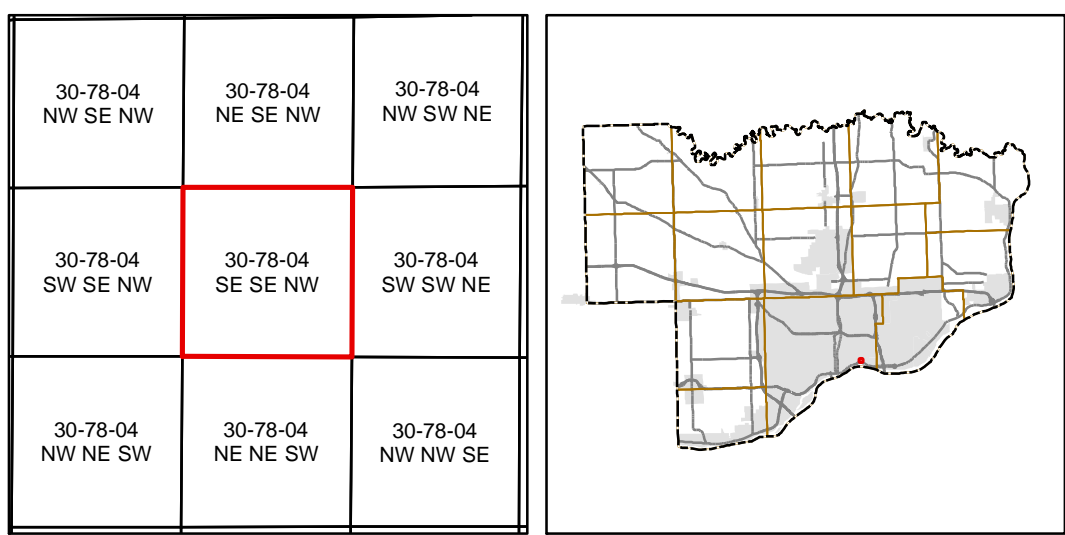 30-78-04
NW SE NW
30-78-04
NE SE NW
30-78-04
NW SW NE
30-78-04
SW SE NW
30-78-04
SE SE NW
30-78-04
SW SW NE
30-78-04
NW NE SW
30-78-04
NE NE SW
30-78-04
NW NW SE